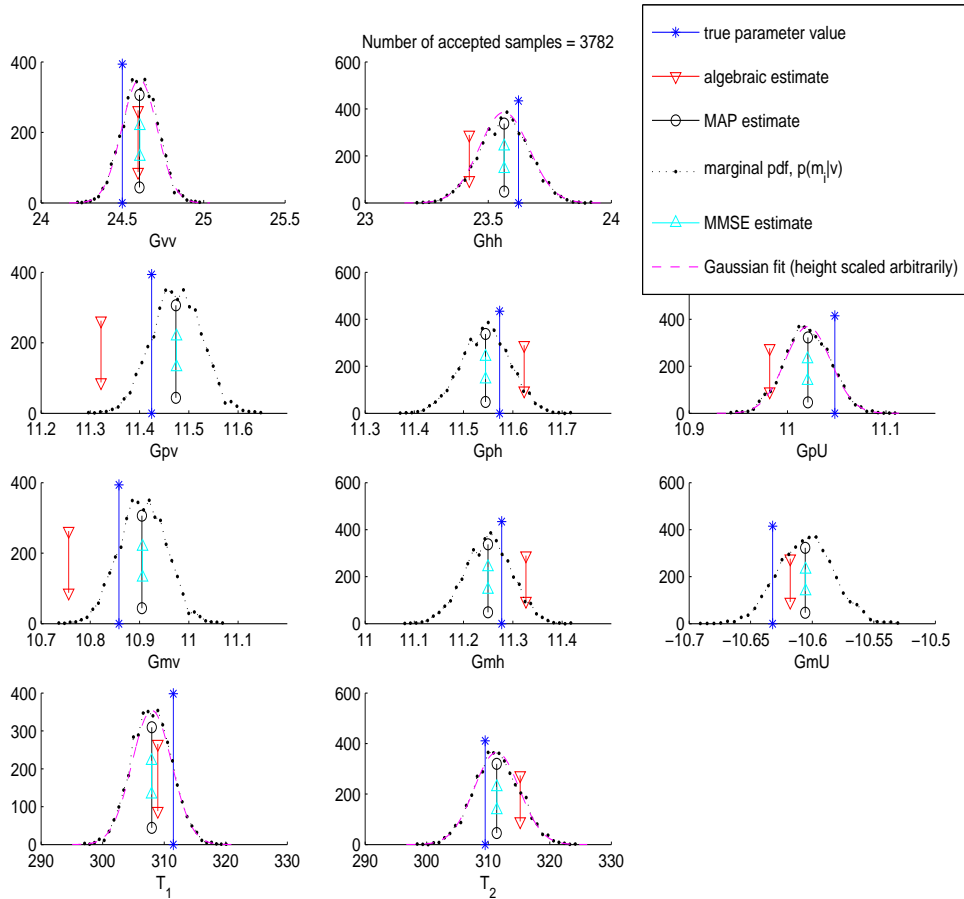 Number of accepted samples = 3782
true parameter value
algebraic estimate
MAP estimate
marginal pdf, p(m_i|v)
MMSE estimate
Gaussian fit (height scaled arbitrarily)
400
200
0
24 24.5 25 25.5
Gvv
600
400
200
0
23 23.5 24
Ghh
400
200
0
11.2 11.3 11.4 11.5 11.6
Gpv
600
400
200
0
11.3 11.4 11.5 11.6 11.7
Gph
400
200
0
10.9 11 11.1
GpU
400
200
0
10.7 10.8 10.9 11 11.1
Gmv
600
400
200
0
11 11.1 11.2 11.3 11.4
Gmh
600
400
200
0
−10.7 −10.65 −10.6 −10.55 −10.5
GmU
400
300
200
100
0
290 300 310 320 330
T_1
600
400
200
0
290 300 310 320 330
T_2